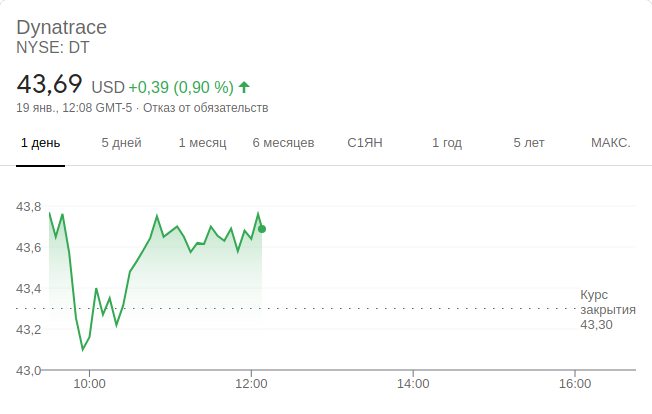 Dynatrace
NYSE: DT
43,69 USD +0,39 (0,90 %)
19 янв., 12:08 GMT-5 · Отказ от обязательств
1 день 5 дней 1 месяц 6 месяцев С1ЯН 1 год 5 лет МАКС.
43,8
43,6
43,4
43,2
43,0
Курс
закрытия
43,30
10:00 12:00 14:00 16:00